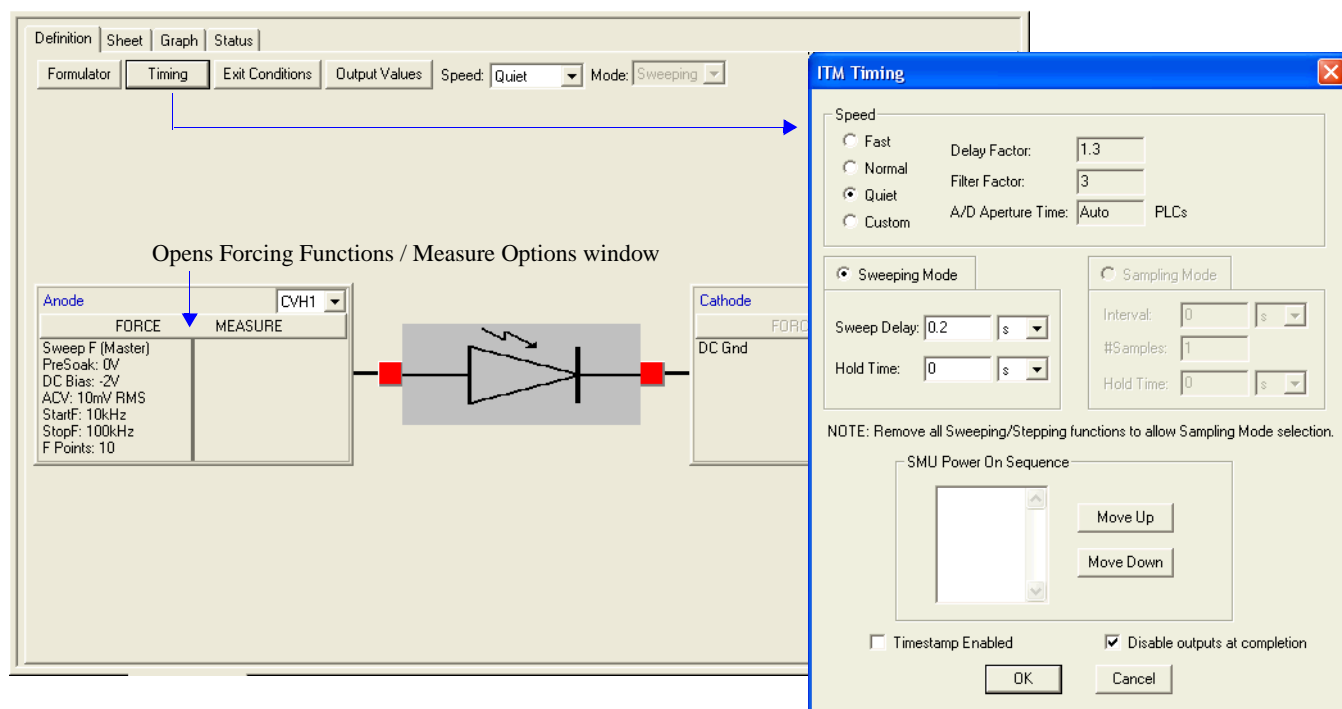 Definition Sheet Graph Status
Formulator Timing Exit Conditions Output Values Speed: Quiet Mode: Sweeping
Opens Forcing Functions / Measure Options window
Anode CVH1
FORCE MEASURE
Sweep F (Master)
PreSoak: 0V
DC Bias: -2V
ACV: 10mV RMS
StartF: 10kHz
StopF: 100kHz
F Points: 10
Cathode
DC Gnd
ITM Timing
Speed
Fast
Normal
Quiet
Custom
Delay Factor: 1.3
Filter Factor: 3
A/D Aperture Time: Auto PLCs
Sweeping Mode
Sweep Delay: 0.2 s
Hold Time: 0 s
Sampling Mode
Interval: 0 s
#Samples: 1
Hold Time: 0 s
NOTE: Remove all Sweeping/Stepping functions to allow Sampling Mode selection.
SMU Power On Sequence
Move Up
Move Down
Timestamp Enabled Disable outputs at completion
OK Cancel